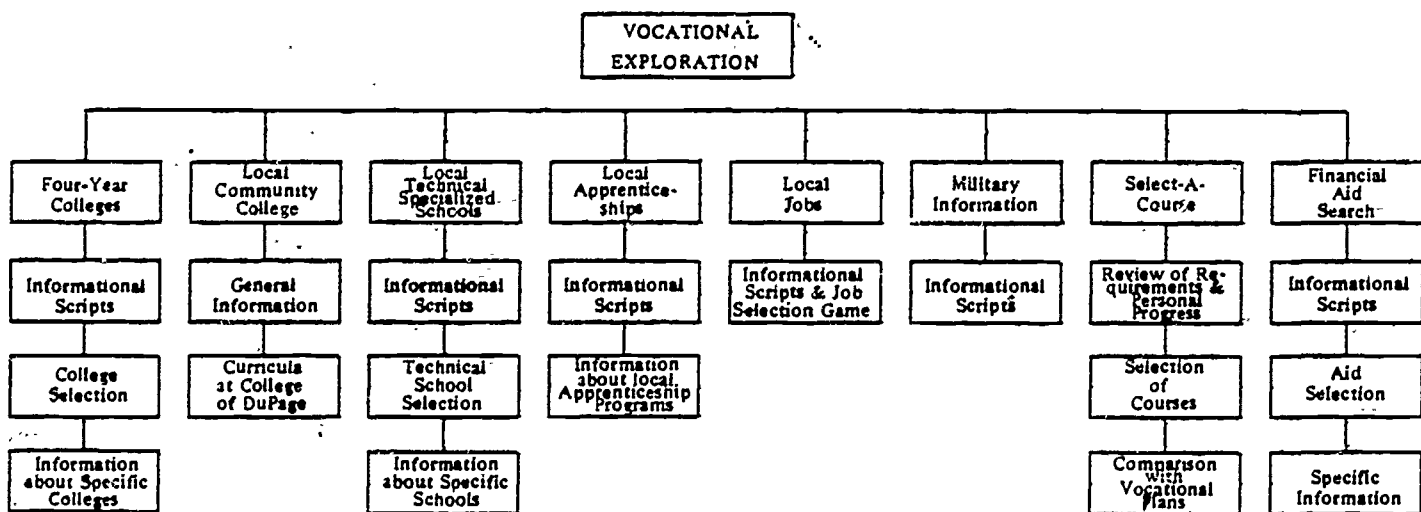 VOCATIONAL
EXPLORATION
Four-Year
Colleges
Local
Community
College
Local
Technical
Specialized
Schools
Local
Apprentice-
ships
Local
Jobs
Military
Information
Select-A-
Course
Financial
Aid
Search
Informational
Scripts
General
Information
Informational
Scripts
Informational
Scripts
Informational
Scripts & Job
Selection Game
Informational
Scripts
Review of Re-
quirements &
Personal
Progress
Informational
Scripts
College
Selection
Curricula
at College
of DuPage
Technical
School
Selection
Information
about local
Apprenticeship
Programs
Selection
of
Courses
Aid
Selection
Information
about Specific
Colleges
Information
about Specific
Schools
Comparison
with
Vocational
Plans
Specific
Information